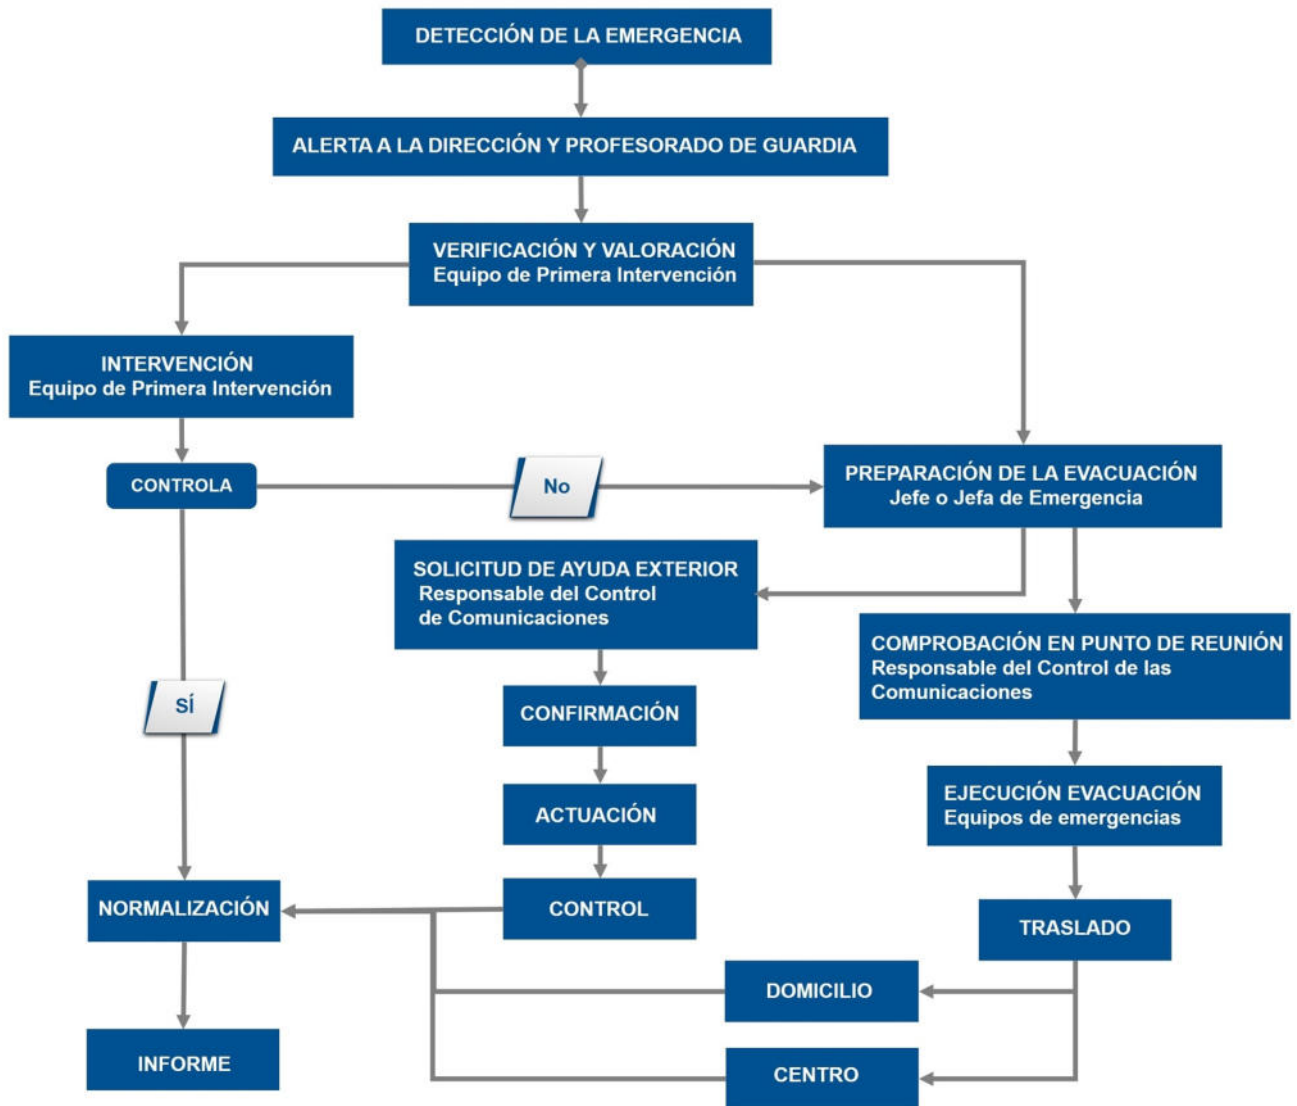 DETECCIÓN DE LA EMERGENCIA
ALERTA A LA DIRECCIÓN Y PROFESORADO DE GUARDIA
VERIFICACIÓN Y VALORACIÓN
Equipo de Primera Intervención
INTERVENCIÓN
Equipo de Primera Intervención
CONTROLA
No
PREPARACIÓN DE LA EVACUACIÓN
Jefe o Jefa de Emergencia
SOLICITUD DE AYUDA EXTERIOR
Responsable del Control
de Comunicaciones
COMPROBACIÓN EN PUNTO DE REUNIÓN
Responsable del Control de las
Comunicaciones
SÍ
CONFIRMACIÓN
EJECUCIÓN EVACUACIÓN
Equipos de emergencias
ACTUACIÓN
NORMALIZACIÓN
CONTROL
TRASLADO
DOMICILIO
INFORME
CENTRO